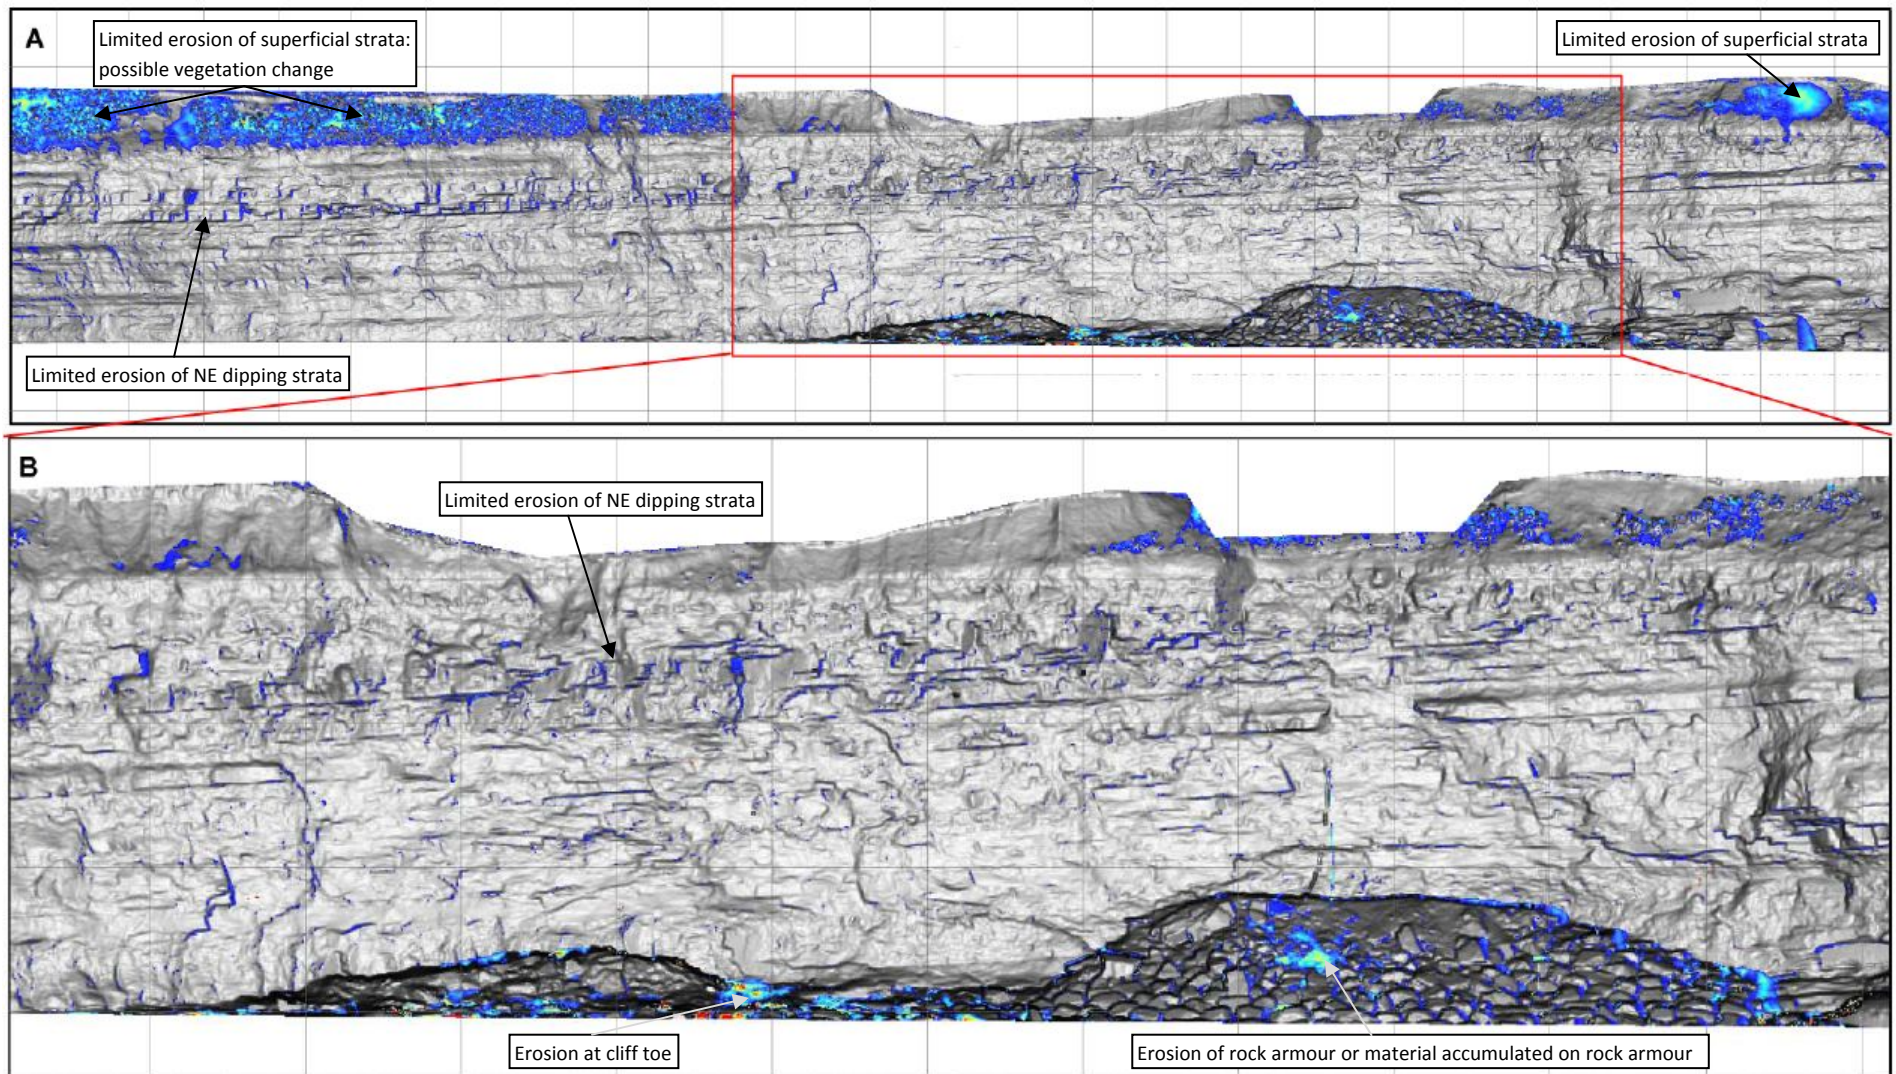 A
Limited erosion of superficial strata:
possible vegetation change
Limited erosion of superficial strata
Limited erosion of NE dipping strata
B
Limited erosion of NE dipping strata
Erosion at cliff toe
Erosion of rock armour or material accumulated on rock armour